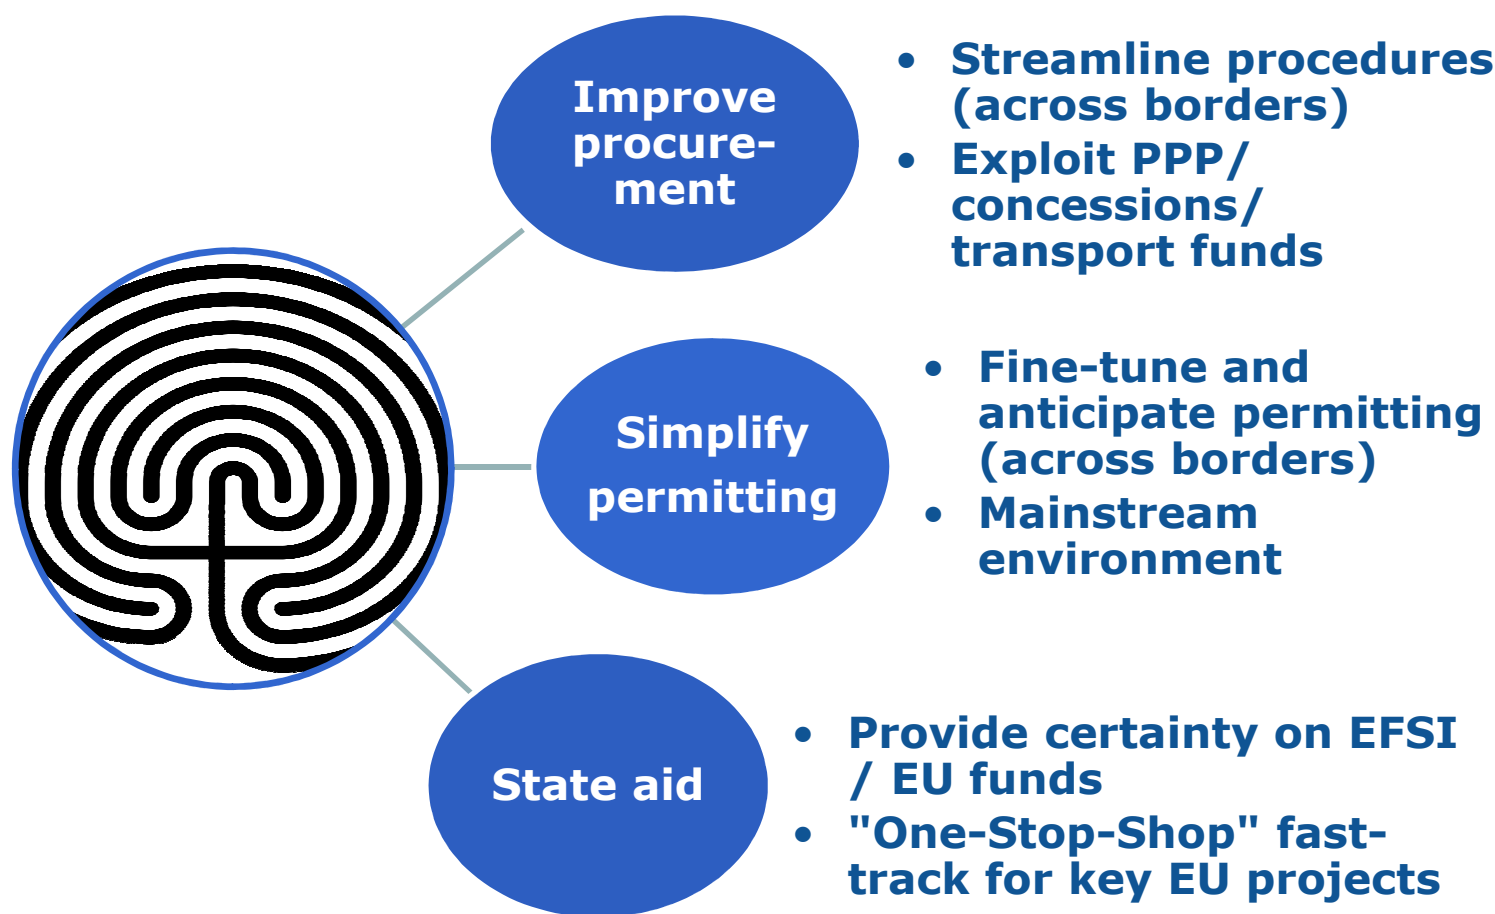 Improve
procure-
ment
• Streamline procedures
(across borders)
• Exploit PPP/
concessions/
transport funds
Simplify
permitting
• Fine-tune and
anticipate permitting
(across borders)
• Mainstream
environment
State aid
• Provide certainty on EFSI
/ EU funds
• "One-Stop-Shop" fast-
track for key EU projects